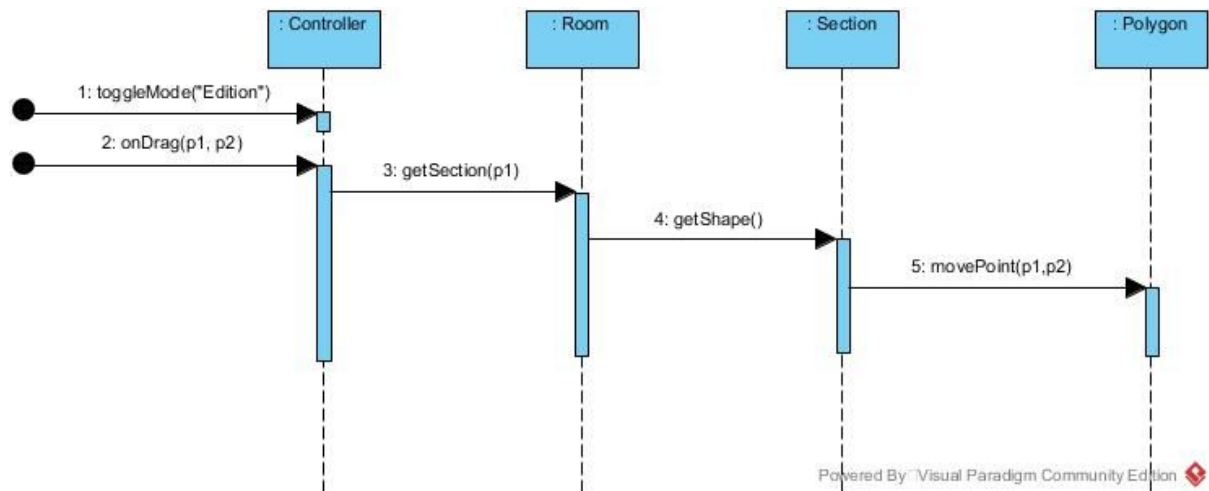 : Controller
: Room
: Section
: Polygon
1: toggleMode("Edition")
2: onDrag(p1, p2)
3: getSection(p1)
4: getShape()
5: movePoint(p1,p2)
Powered By Visual Paradigm Community Edition